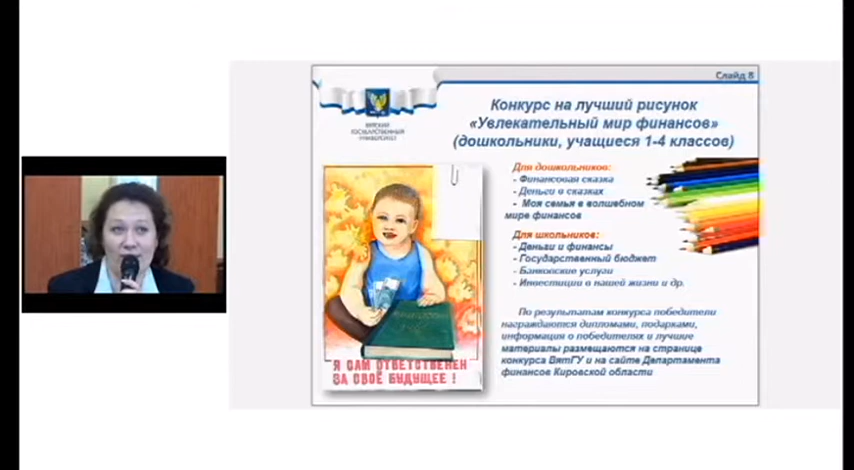 Слайд 8
ВЯТСКИЙ
ГОСУДАРСТВЕННЫЙ
УНИВЕРСИТЕТ
Конкурс на лучший рисунок
«Увлекательный мир финансов»
(дошкольники, учащиеся 1-4 классов)
Для дошкольников:
- Финансовая сказка
- Деньги в сказках
- Моя семья в волшебном
мире финансов
Для школьников:
- Деньги и финансы
- Государственный бюджет
- Банковские услуги
- Инвестиции в нашей жизни и др.
По результатам конкурса победители
награждаются дипломами, подарками,
информация о победителях и лучшие
материалы размещаются на странице
конкурса ВятГУ и на сайте Департамента
финансов Кировской области
Я САМ ОТВЕТСТВЕНЕН
ЗА СВОЁ БУДУЩЕЕ !